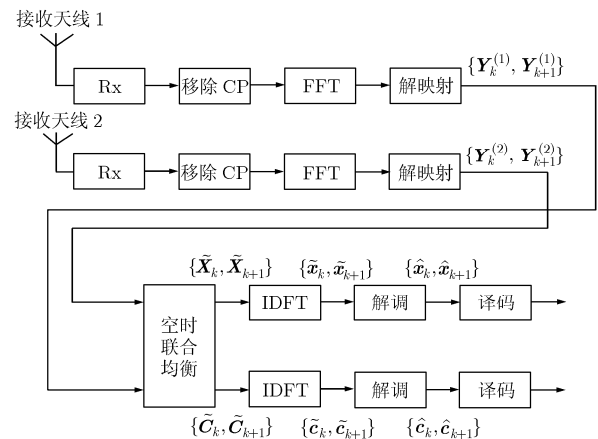 接收天线 1
Rx 移除 CP FFT 解映射 {Y_k^{(1)}, Y_{k+1}^{(1)}}
接收天线 2
Rx 移除 CP FFT 解映射 {Y_k^{(2)}, Y_{k+1}^{(2)}}
{X̃_k, X̃_{k+1}} {x̃_k, x̃_{k+1}} {x̂_k, x̂_{k+1}}
IDFT 解调 译码
空时
联合
均衡
IDFT 解调 译码
{C̃_k, C̃_{k+1}} {c̃_k, c̃_{k+1}} {ĉ_k, ĉ_{k+1}}